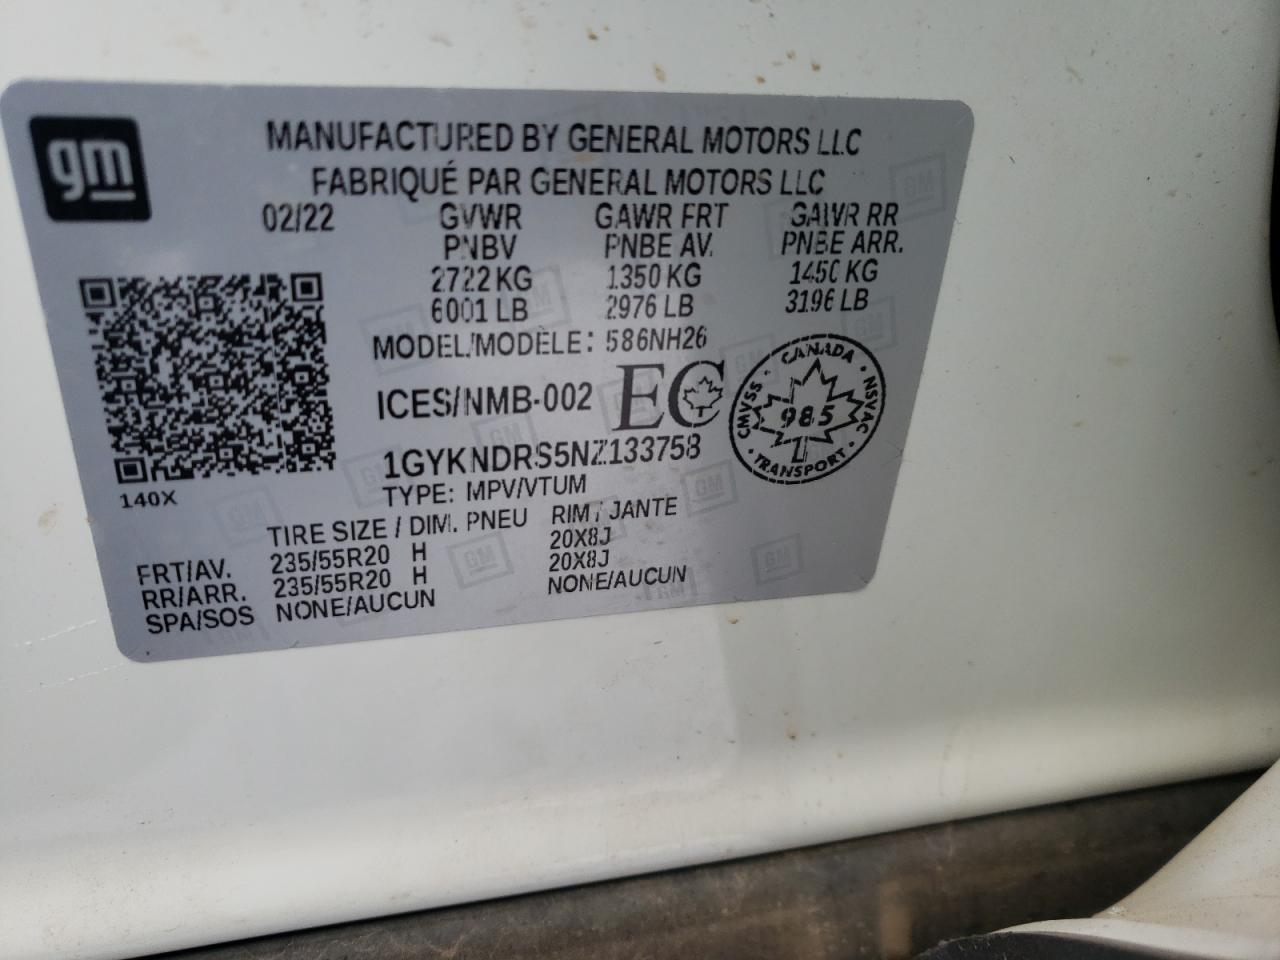 gm
MANUFACTURED BY GENERAL MOTORS LLC
FABRIQUÉ PAR GENERAL MOTORS LLC
02/22 GVWR GAWR FRT GAWR RR
PNBV PNBE AV. PNBE ARR.
2722 KG 1350 KG 1450 KG
6001 LB 2976 LB 3196 LB
MODEL/MODÈLE: 586NH26
ICES/NMB-002 EC
CANADA
CMVSS 985 NSVAC
TRANSPORT
1GYKNDRS5NZ133758
140X TYPE: MPV/VTUM
TIRE SIZE / DIM. PNEU RIM / JANTE
FRT/AV. 235/55R20 H 20X8J
RR/ARR. 235/55R20 H 20X8J
SPA/SOS NONE/AUCUN NONE/AUCUN